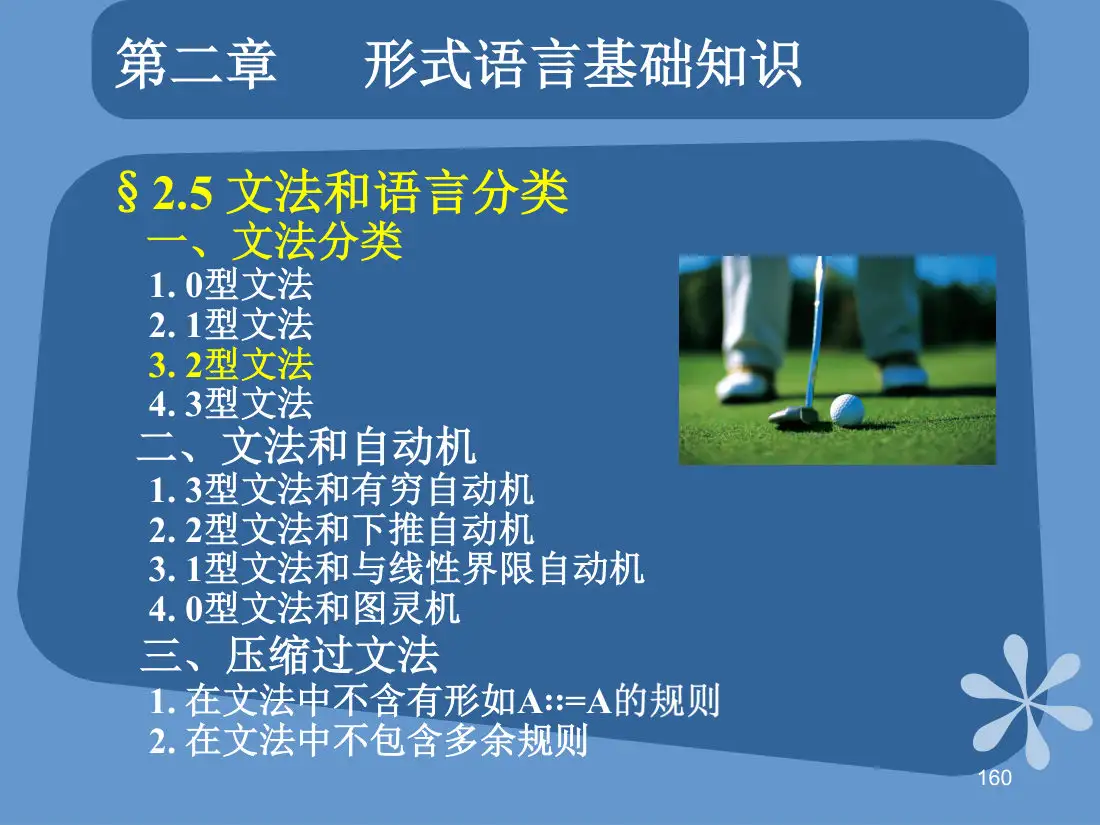 第二章 形式语言基础知识
§2.5 文法和语言分类
一、文法分类
1. 0型文法
2. 1型文法
3. 2型文法
4. 3型文法
二、文法和自动机
1. 3型文法和有穷自动机
2. 2型文法和下推自动机
3. 1型文法和与线性界限自动机
4. 0型文法和图灵机
三、压缩过文法
1. 在文法中不含有形如A::=A的规则
2. 在文法中不包含多余规则
160